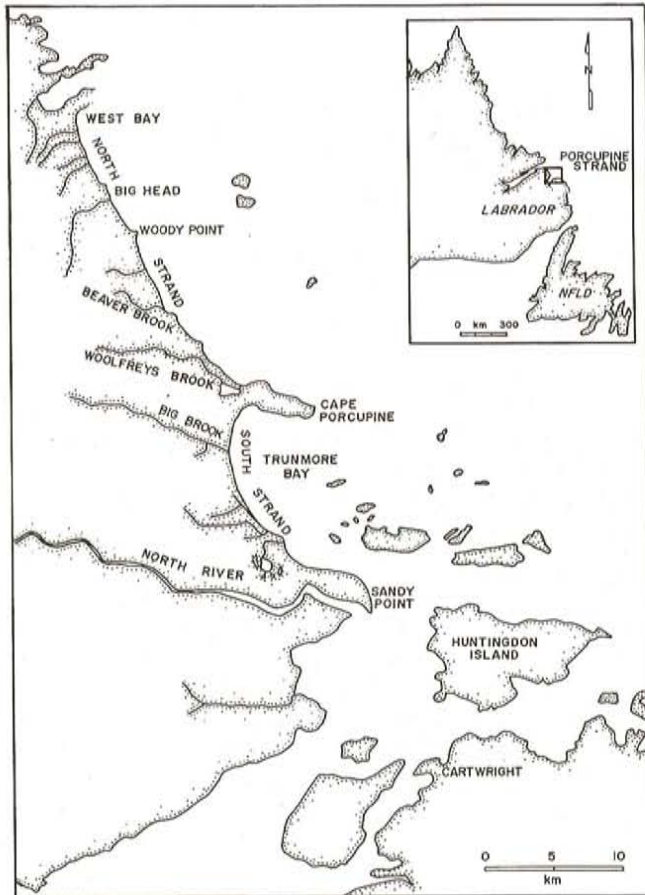 WEST BAY
NORTH
BIG HEAD
WOODY POINT
STRAND
BEAVER BROOK
WOOLFREYS BROOK
CAPE
PORCUPINE
BIG BROOK
SOUTH
TRUNMORE
BAY
STRAND
NORTH RIVER
SANDY
POINT
HUNTINGDON
ISLAND
CARTWRIGHT
0 5 10
km
N
PORCUPINE
STRAND
LABRADOR
NFLD
0 km 300